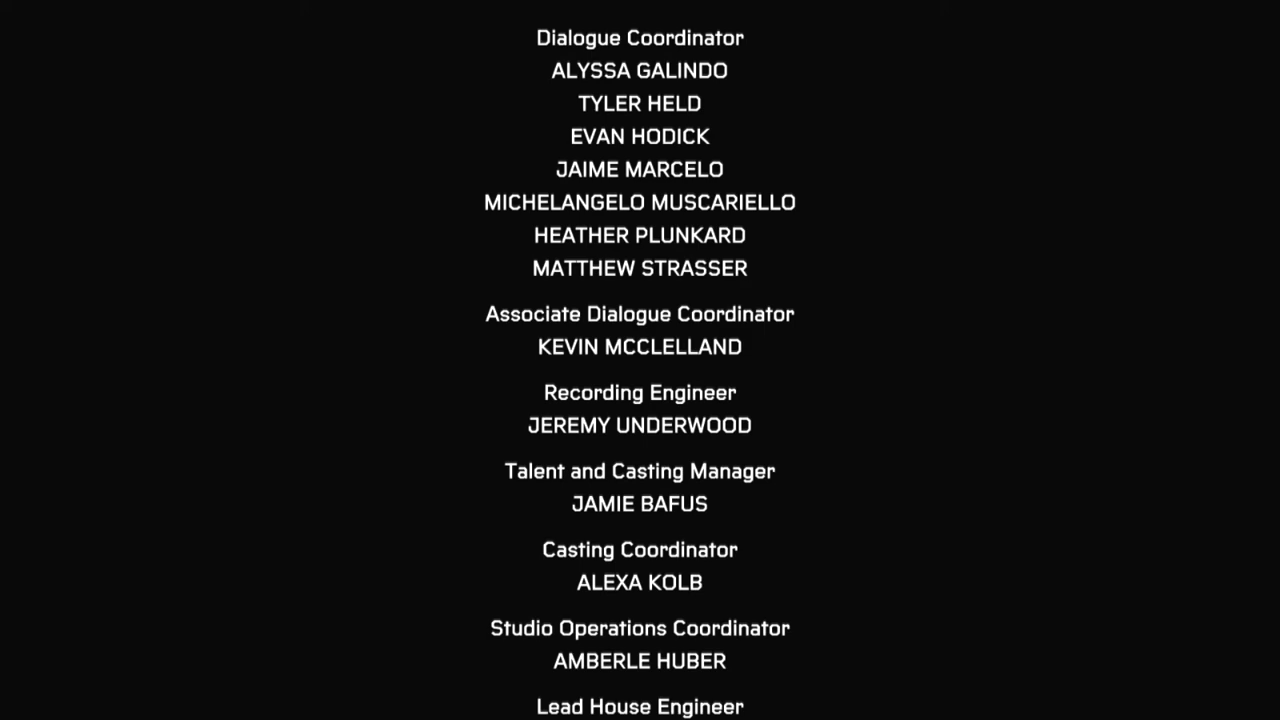 Dialogue Coordinator
ALYSSA GALINDO
TYLER HELD
EVAN HODICK
JAIME MARCELO
MICHELANGELO MUSCARIELLO
HEATHER PLUNKARD
MATTHEW STRASSER
Associate Dialogue Coordinator
KEVIN MCCLELLAND
Recording Engineer
JEREMY UNDERWOOD
Talent and Casting Manager
JAMIE BAFUS
Casting Coordinator
ALEXA KOLB
Studio Operations Coordinator
AMBERLE HUBER
Lead House Engineer